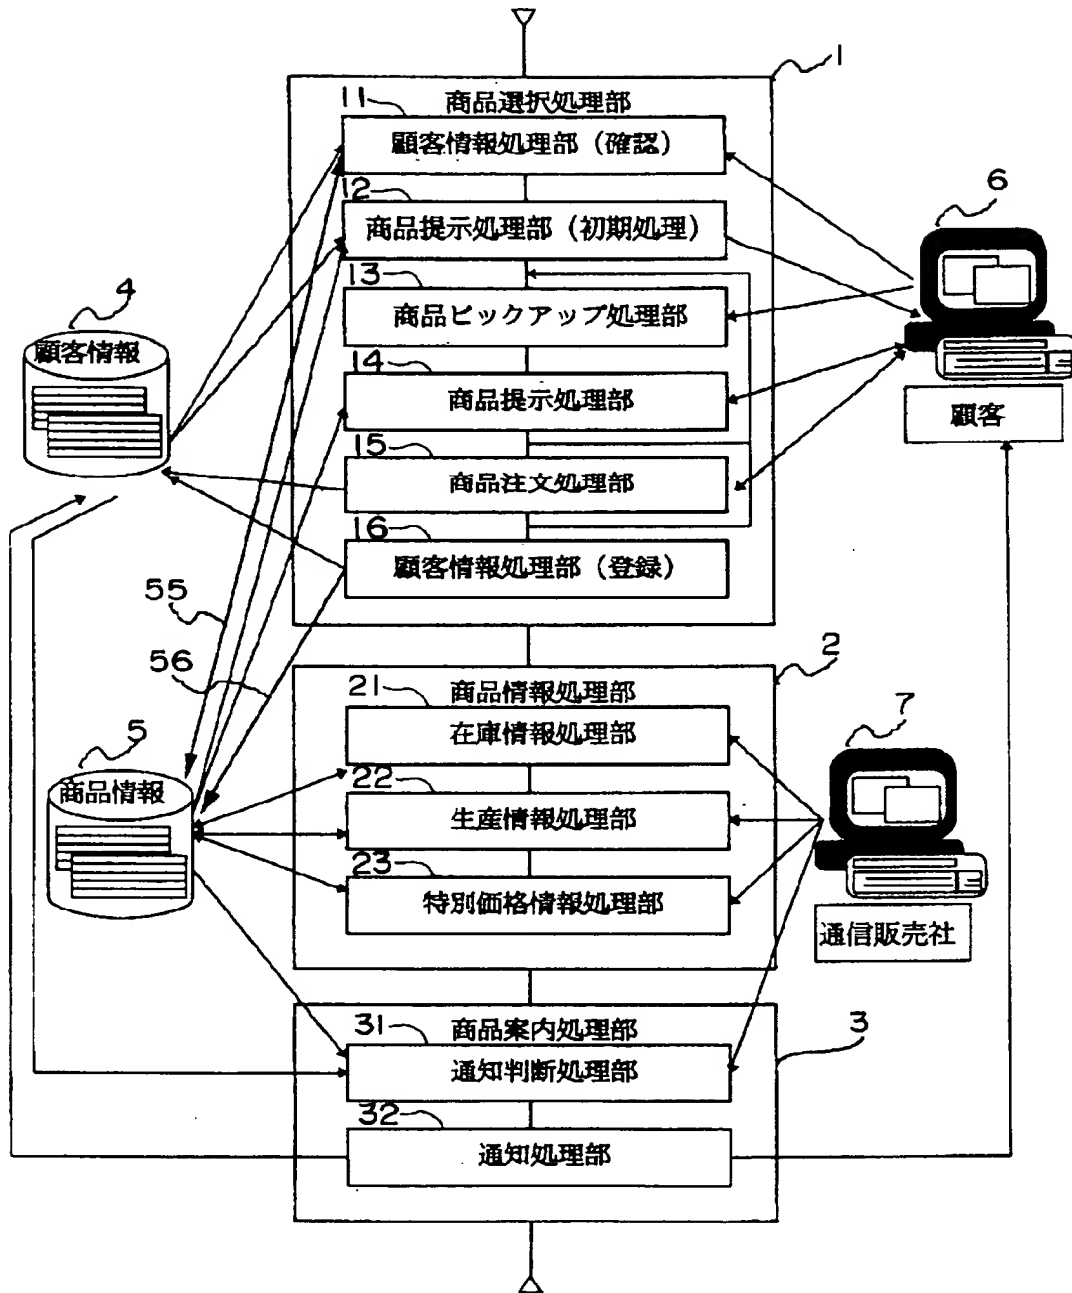 1
商品選択処理部
11
顧客情報処理部（確認）
12
商品提示処理部（初期処理）
13
商品ピックアップ処理部
14
商品提示処理部
15
商品注文処理部
16
顧客情報処理部（登録）
4
顧客情報
6
顧客
55
56
2
商品情報処理部
21
在庫情報処理部
22
生産情報処理部
23
特別価格情報処理部
5
商品情報
7
通信販売社
3
商品案内処理部
31
通知判断処理部
32
通知処理部